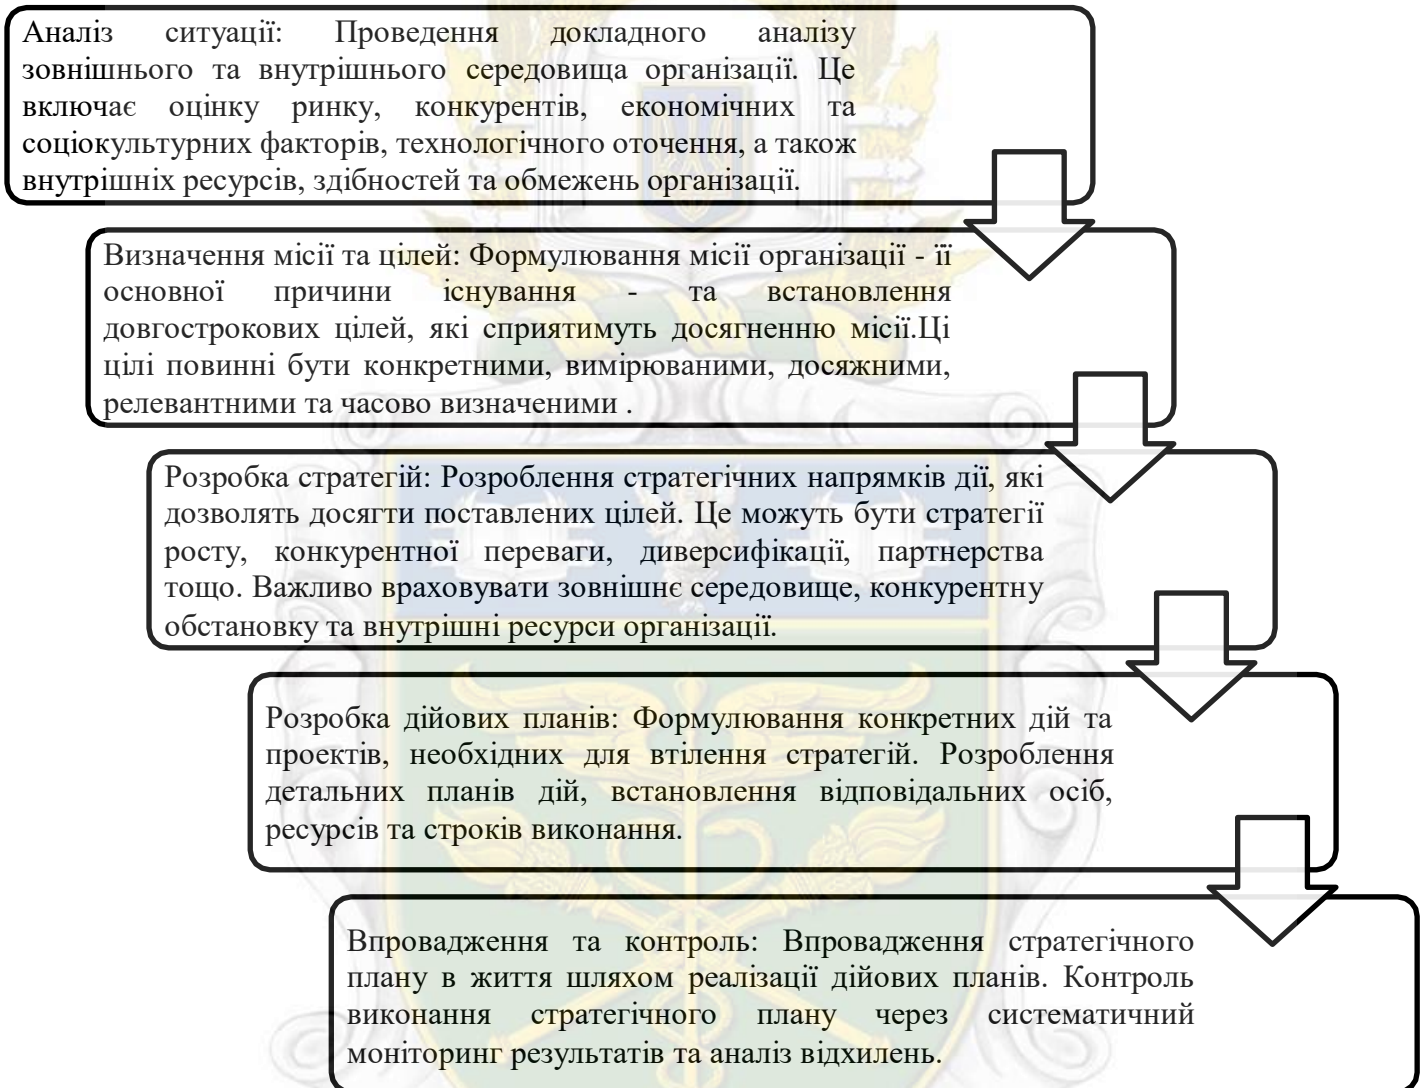 Аналіз ситуації: Проведення докладного аналізу
зовнішнього та внутрішнього середовища організації. Це
включає оцінку ринку, конкурентів, економічних та
соціокультурних факторів, технологічного оточення, а також
внутрішніх ресурсів, здібностей та обмежень організації.
Визначення місії та цілей: Формулювання місії організації - її
основної причини існування - та встановлення
довгострокових цілей, які сприятимуть досягненню місії.Ці
цілі повинні бути конкретними, вимірюваними, досяжними,
релевантними та часово визначеними .
Розробка стратегій: Розроблення стратегічних напрямків дії, які
дозволять досягти поставлених цілей. Це можуть бути стратегії
росту, конкурентної переваги, диверсифікації, партнерства
тощо. Важливо враховувати зовнішнє середовище, конкурентну
обстановку та внутрішні ресурси організації.
Розробка дійових планів: Формулювання конкретних дій та
проектів, необхідних для втілення стратегій. Розроблення
детальних планів дій, встановлення відповідальних осіб,
ресурсів та строків виконання.
Впровадження та контроль: Впровадження стратегічного
плану в життя шляхом реалізації дійових планів. Контроль
виконання стратегічного плану через систематичний
моніторинг результатів та аналіз відхилень.